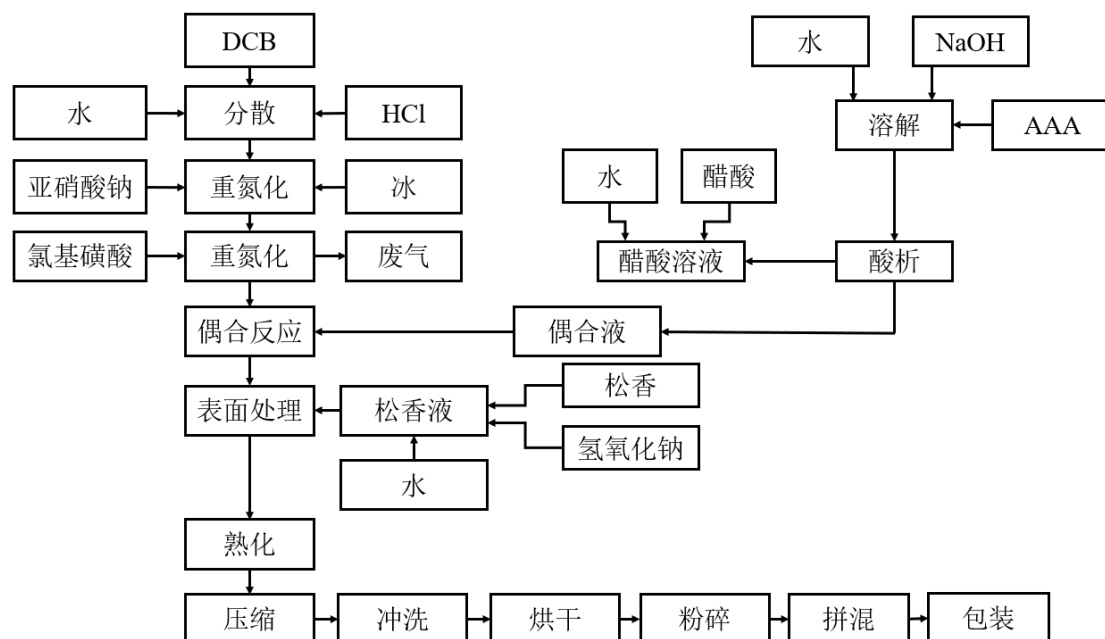 DCB
水
NaOH
水
分散
HCl
溶解
AAA
亚硝酸钠
重氮化
冰
水
醋酸
氯基磺酸
重氮化
废气
醋酸溶液
酸析
偶合反应
偶合液
表面处理
松香液
松香
氢氧化钠
水
熟化
压缩
冲洗
烘干
粉碎
拼混
包装